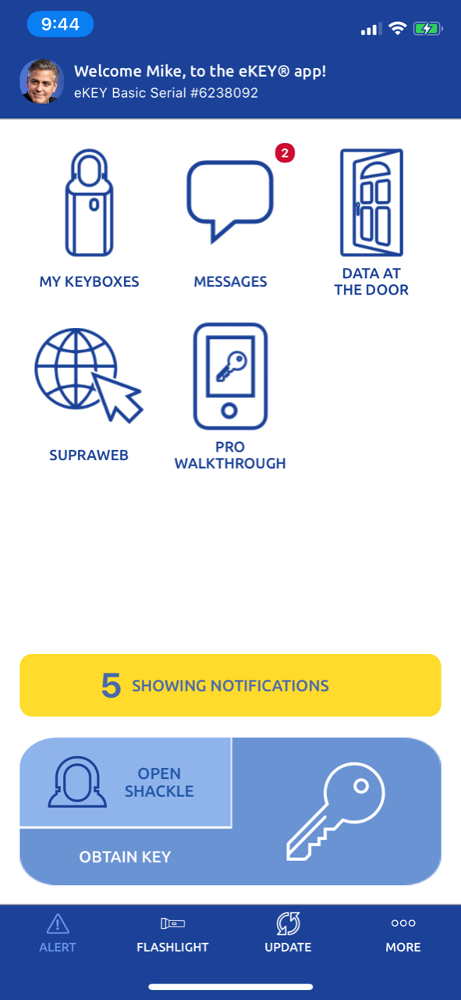 9:44
Welcome Mike, to the eKEY® app!
eKEY Basic Serial #6238092
2
MY KEYBOXES
MESSAGES
DATA AT
THE DOOR
SUPRAWEB
PRO
WALKTHROUGH
5 SHOWING NOTIFICATIONS
OPEN
SHACKLE
OBTAIN KEY
ALERT
FLASHLIGHT
UPDATE
MORE